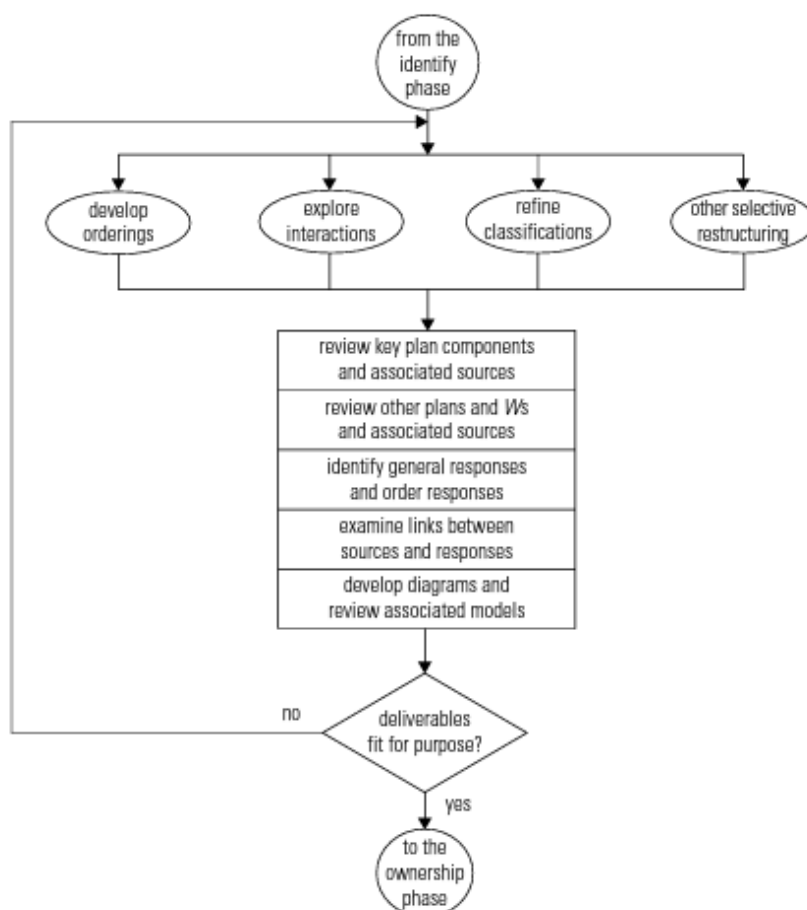 from the
identify
phase
develop
orderings
explore
interactions
refine
classifications
other selective
restructuring
review key plan components
and associated sources
review other plans and Ws
and associated sources
identify general responses
and order responses
examine links between
sources and responses
develop diagrams and
review associated models
no
deliverables
fit for purpose?
yes
to the
ownership
phase